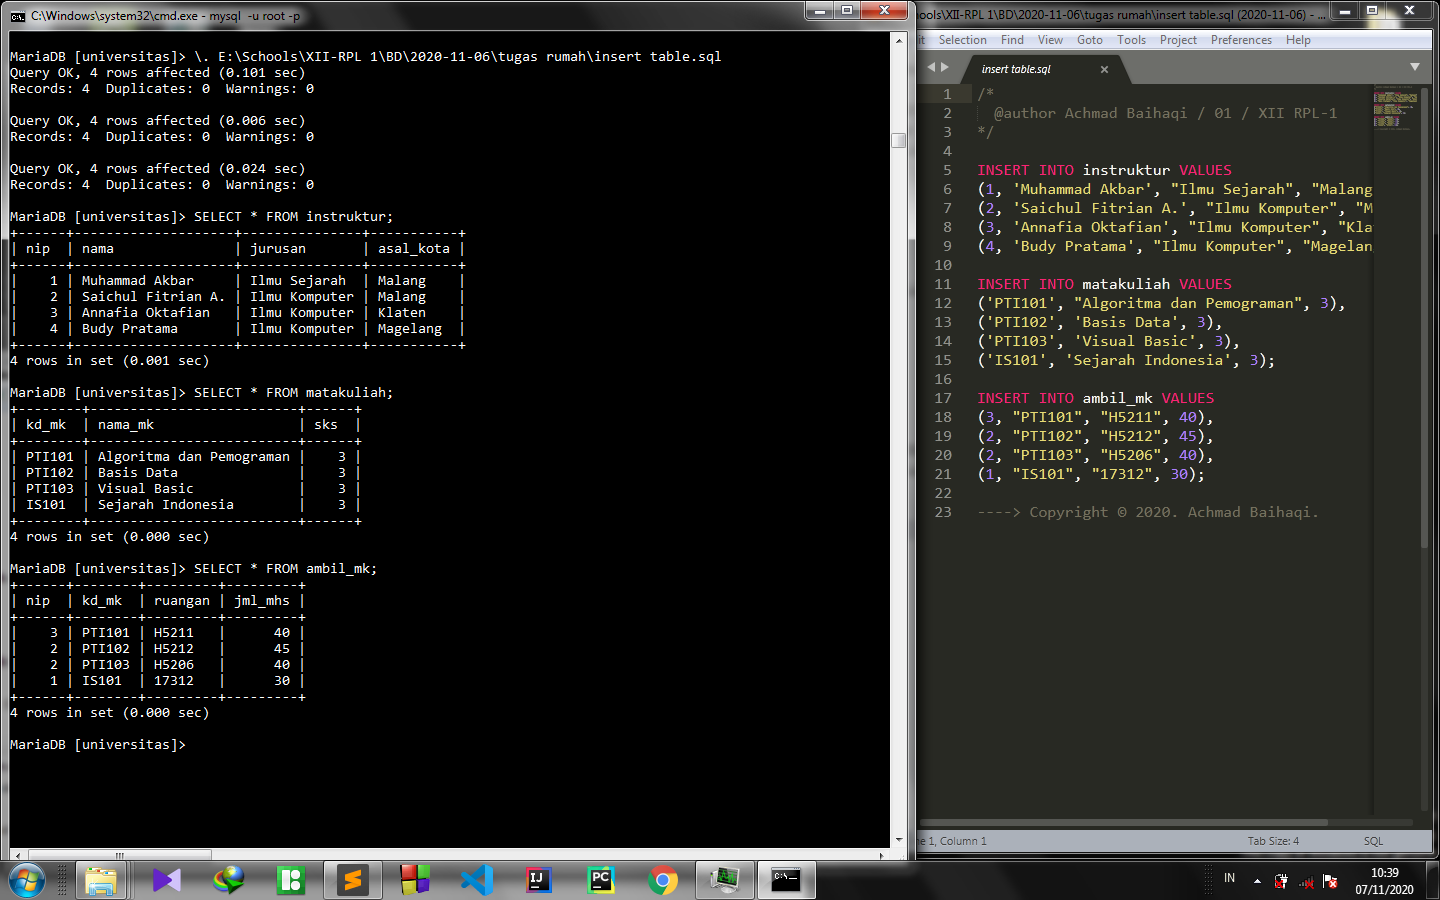 C:\Windows\system32\cmd.exe - mysql  -u root -p
MariaDB [universitas]> \. E:\Schools\XII-RPL 1\BD\2020-11-06\tugas rumah\insert table.sql
Query OK, 4 rows affected (0.101 sec)
Records: 4  Duplicates: 0  Warnings: 0

Query OK, 4 rows affected (0.006 sec)
Records: 4  Duplicates: 0  Warnings: 0

Query OK, 4 rows affected (0.024 sec)
Records: 4  Duplicates: 0  Warnings: 0

MariaDB [universitas]> SELECT * FROM instruktur;
+------+--------------------+---------------+-----------+
| nip  | nama               | jurusan       | asal_kota |
+------+--------------------+---------------+-----------+
|    1 | Muhammad Akbar     | Ilmu Sejarah  | Malang    |
|    2 | Saichul Fitrian A. | Ilmu Komputer | Malang    |
|    3 | Annafia Oktafian   | Ilmu Komputer | Klaten    |
|    4 | Budy Pratama       | Ilmu Komputer | Magelang  |
+------+--------------------+---------------+-----------+
4 rows in set (0.001 sec)

MariaDB [universitas]> SELECT * FROM matakuliah;
+--------+--------------------------+------+
| kd_mk  | nama_mk                  | sks  |
+--------+--------------------------+------+
| PTI101 | Algoritma dan Pemograman |    3 |
| PTI102 | Basis Data               |    3 |
| PTI103 | Visual Basic             |    3 |
| IS101  | Sejarah Indonesia        |    3 |
+--------+--------------------------+------+
4 rows in set (0.000 sec)

MariaDB [universitas]> SELECT * FROM ambil_mk;
+------+--------+---------+---------+
| nip  | kd_mk  | ruangan | jml_mhs |
+------+--------+---------+---------+
|    3 | PTI101 | H5211   |      40 |
|    2 | PTI102 | H5212   |      45 |
|    2 | PTI103 | H5206   |      40 |
|    1 | IS101  | 17312   |      30 |
+------+--------+---------+---------+
4 rows in set (0.000 sec)

MariaDB [universitas]>
ools\XII-RPL 1\BD\2020-11-06\tugas rumah\insert table.sql (2020-11-06) - ...
it Selection Find View Goto Tools Project Preferences Help
insert table.sql
1 /*
2   @author Achmad Baihaqi / 01 / XII RPL-1
3 */
4
5 INSERT INTO instruktur VALUES
6 (1, 'Muhammad Akbar', "Ilmu Sejarah", "Malang
7 (2, 'Saichul Fitrian A.', "Ilmu Komputer", "M
8 (3, 'Annafia Oktafian', "Ilmu Komputer", "Kla
9 (4, 'Budy Pratama', "Ilmu Komputer", "Magelan
10
11 INSERT INTO matakuliah VALUES
12 ('PTI101', "Algoritma dan Pemograman", 3),
13 ('PTI102', 'Basis Data', 3),
14 ('PTI103', 'Visual Basic', 3),
15 ('IS101', 'Sejarah Indonesia', 3);
16
17 INSERT INTO ambil_mk VALUES
18 (3, "PTI101", "H5211", 40),
19 (2, "PTI102", "H5212", 45),
20 (2, "PTI103", "H5206", 40),
21 (1, "IS101", "17312", 30);
22
23 ----> Copyright © 2020. Achmad Baihaqi.
e 1, Column 1 Tab Size: 4 SQL
IJ PC C:\_ IN 10:39
07/11/2020